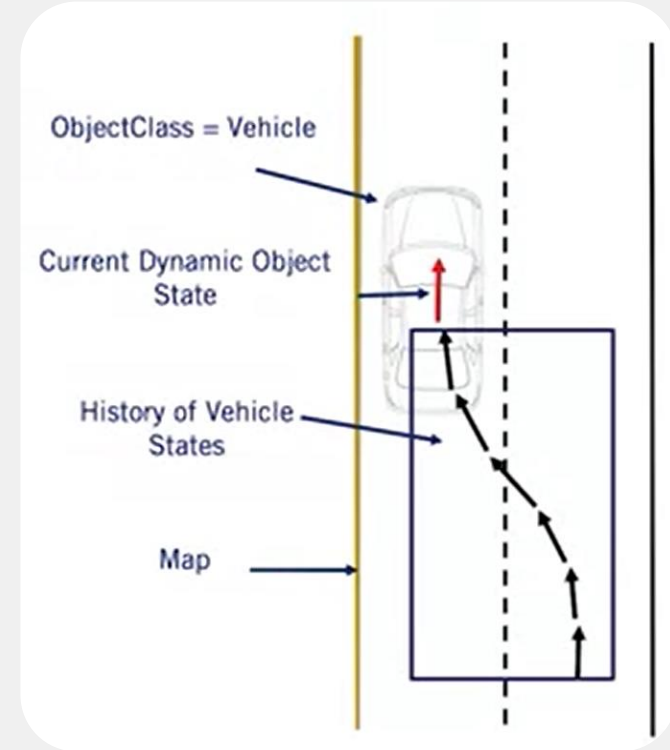 ObjectClass = Vehicle
Current Dynamic Object
State
History of Vehicle
States
Map